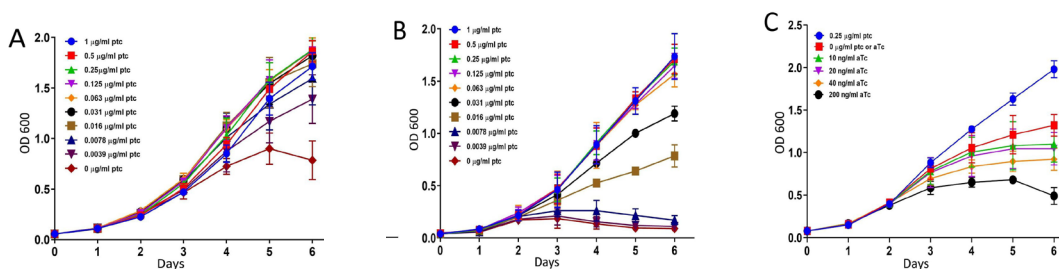 A
1 µg/ml ptc
0.5 µg/ml ptc
0.25µg/ml ptc
0.125 µg/ml ptc
0.063 µg/ml ptc
0.031 µg/ml ptc
0.016 µg/ml ptc
0.0078 µg/ml ptc
0.0039 µg/ml ptc
0 µg/ml ptc
OD 600
2.0
1.5
1.0
0.5
0.0
0 1 2 3 4 5 6
Days
B
1 µg/ml ptc
0.5 µg/ml ptc
0.25 µg/ml ptc
0.125 µg/ml ptc
0.063 µg/ml ptc
0.031 µg/ml ptc
0.016 µg/ml ptc
0.0078 µg/ml ptc
0.0039 µg/ml ptc
0 µg/ml ptc
OD 600
2.0
1.5
1.0
0.5
0.0
0 1 2 3 4 5 6
Days
C
0.25 µg/ml ptc
0 µg/ml ptc or aTc
10 ng/ml aTc
20 ng/ml aTc
40 ng/ml aTc
200 ng/ml aTc
OD 600
2.5
2.0
1.5
1.0
0.5
0.0
0 1 2 3 4 5 6
Days